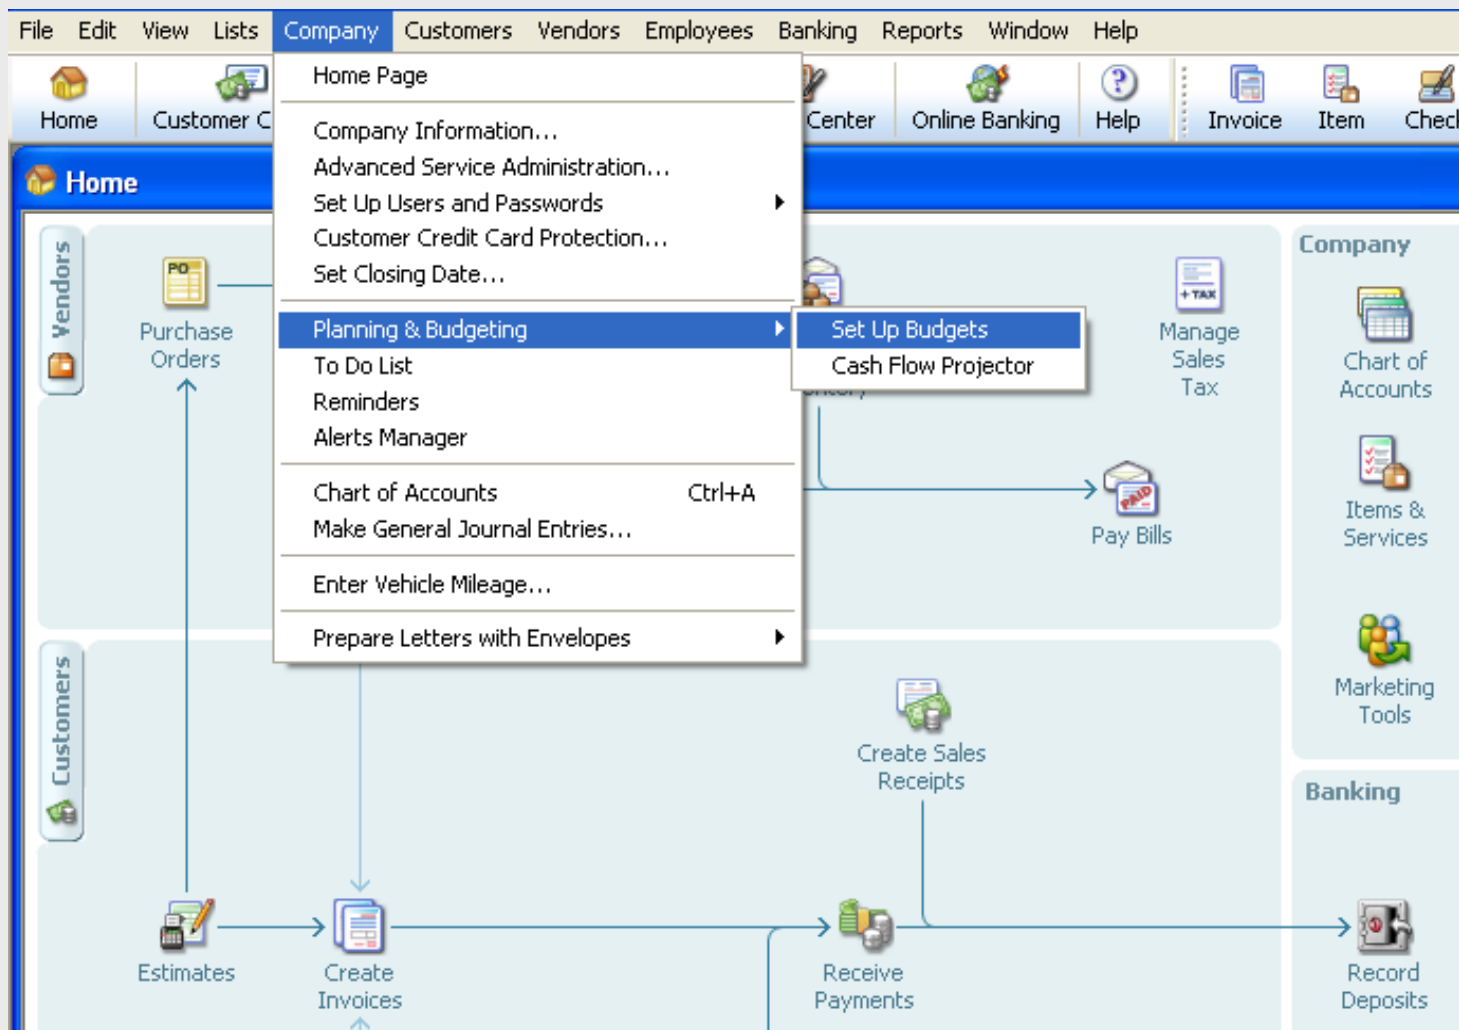 File Edit View Lists Company Customers Vendors Employees Banking Reports Window Help
Home Customer C Center Online Banking Help Invoice Item Check
Home
Home Page
Company Information...
Advanced Service Administration...
Set Up Users and Passwords
Customer Credit Card Protection...
Set Closing Date...
Planning & Budgeting
To Do List
Reminders
Alerts Manager
Chart of Accounts Ctrl+A
Make General Journal Entries...
Enter Vehicle Mileage...
Prepare Letters with Envelopes
Set Up Budgets
Cash Flow Projector
Vendors
PO
Purchase
Orders
+ TAX
Manage
Sales
Tax
PAID
Pay Bills
Customers
Create Sales
Receipts
Estimates
Create
Invoices
Receive
Payments
Company
Chart of
Accounts
Items &
Services
Marketing
Tools
Banking
Record
Deposits